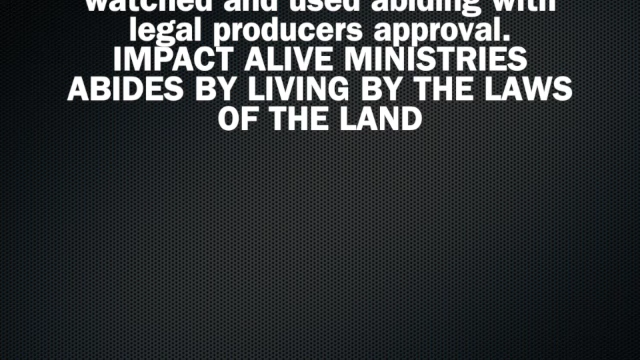 watched and used abiding with
legal producers approval.
IMPACT ALIVE MINISTRIES
ABIDES BY LIVING BY THE LAWS
OF THE LAND